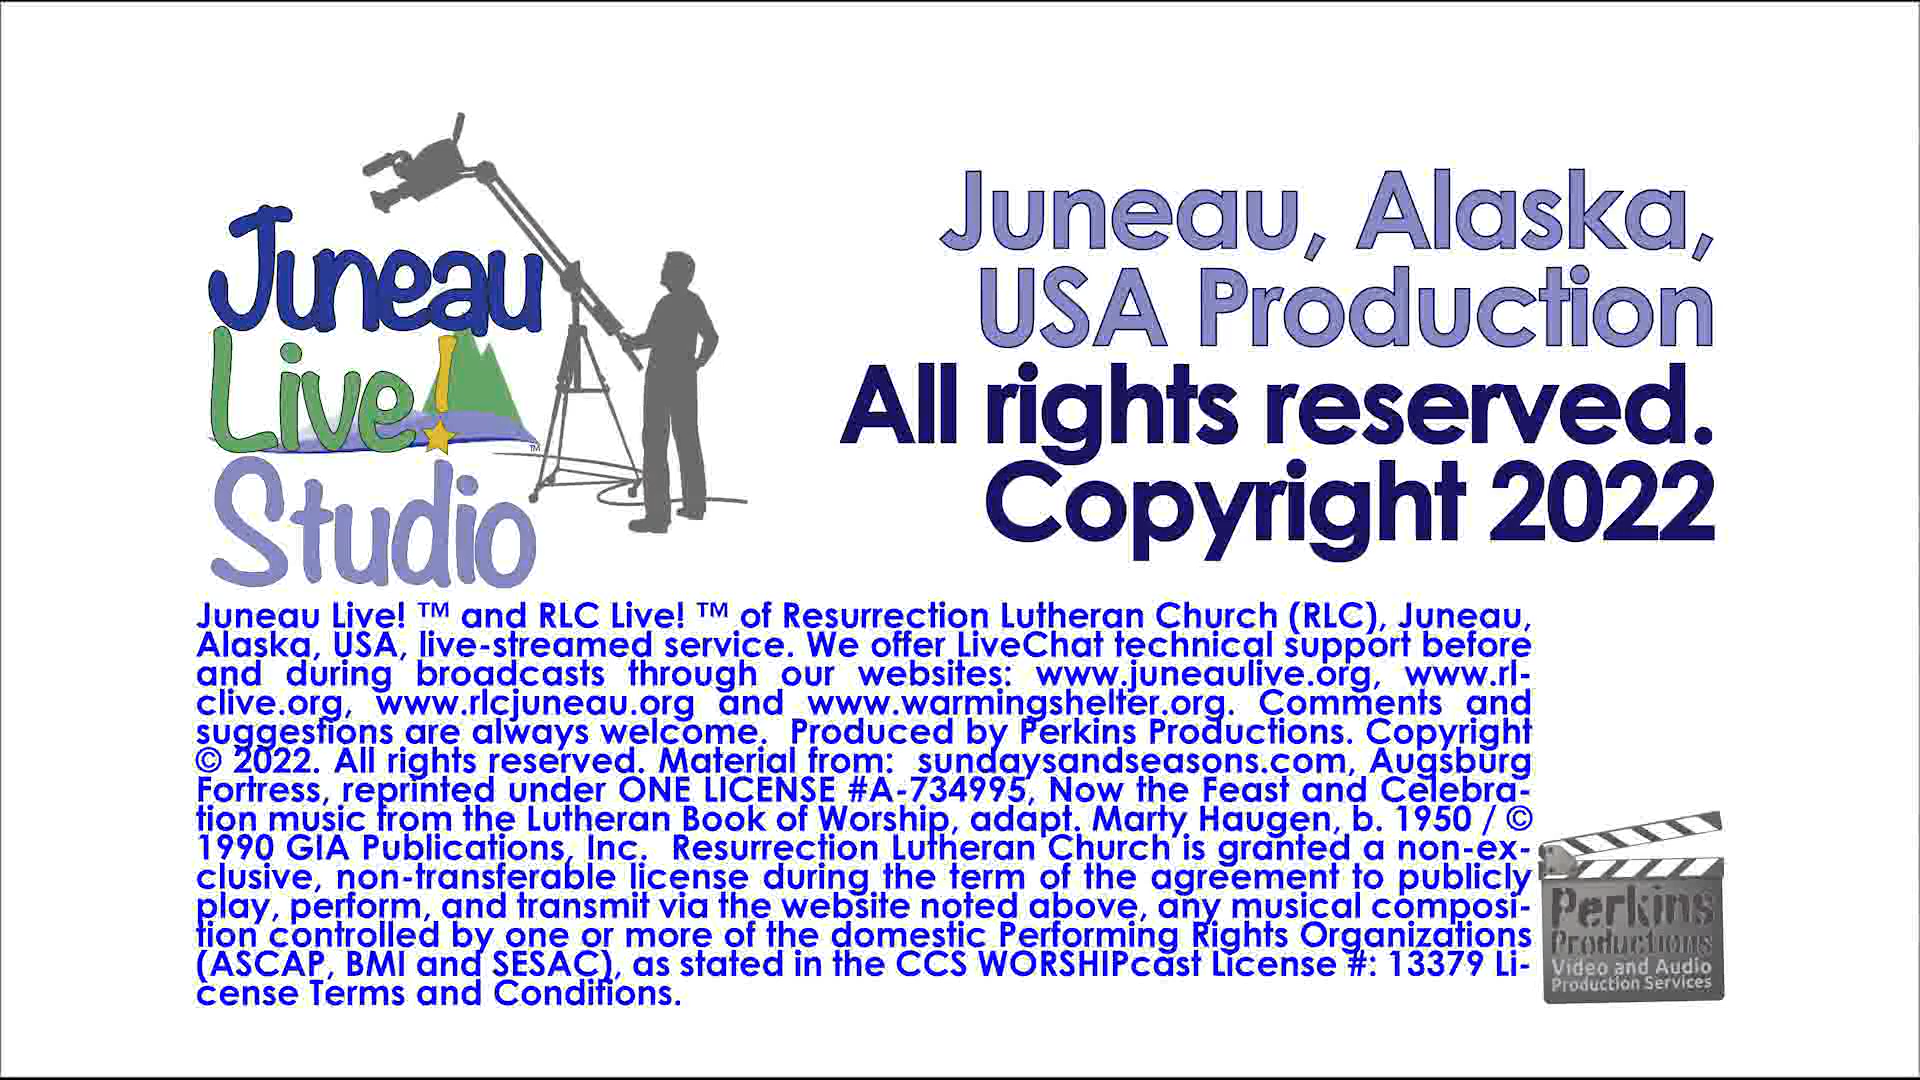 Juneau
Live!
™
Studio
Juneau, Alaska,
USA Production
All rights reserved.
Copyright 2022
Juneau Live! ™ and RLC Live! ™ of Resurrection Lutheran Church (RLC), Juneau,
Alaska, USA, live-streamed service. We offer LiveChat technical support before
and during broadcasts through our websites: www.juneaulive.org, www.rl-
clive.org, www.rlcjuneau.org and www.warmingshelter.org. Comments and
suggestions are always welcome. Produced by Perkins Productions. Copyright
© 2022. All rights reserved. Material from: sundaysandseasons.com, Augsburg
Fortress, reprinted under ONE LICENSE #A-734995, Now the Feast and Celebra-
tion music from the Lutheran Book of Worship, adapt. Marty Haugen, b. 1950 / ©
1990 GIA Publications, Inc. Resurrection Lutheran Church is granted a non-ex-
clusive, non-transferable license during the term of the agreement to publicly
play, perform, and transmit via the website noted above, any musical composi-
tion controlled by one or more of the domestic Performing Rights Organizations
(ASCAP, BMI and SESAC), as stated in the CCS WORSHIPcast License #: 13379 Li-
cense Terms and Conditions.
Perkins
Productions
Video and Audio
Production Services